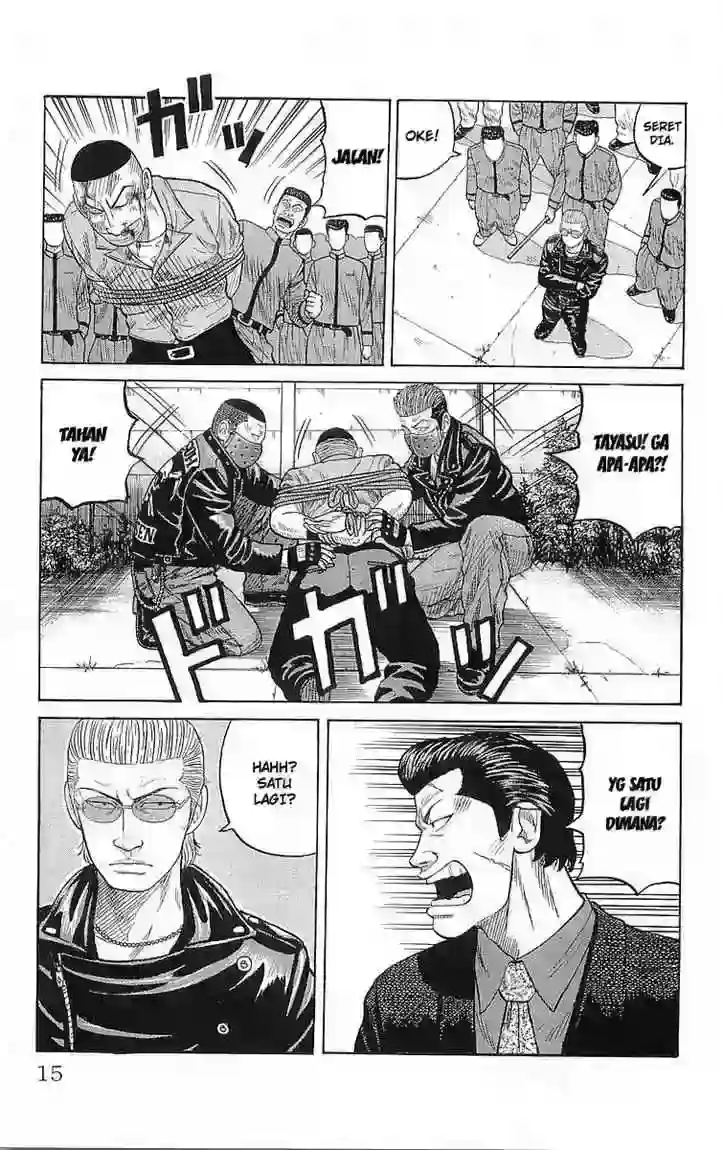 SERET
DIA.
OKE!
JALAN!
ガガッ
TAYASU! GA
APA-APA?!
TAHAN
YA!
ドガッ
YG SATU
LAGI
DIMANA?
HAHH?
SATU
LAGI?
15